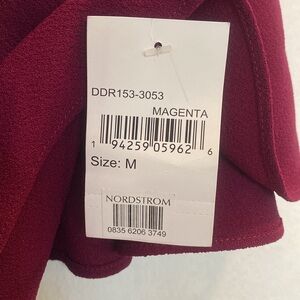 DDR153-3053
MAGENTA
1 94259 05962 6
Size: M
NORDSTROM
0835 6206 3749